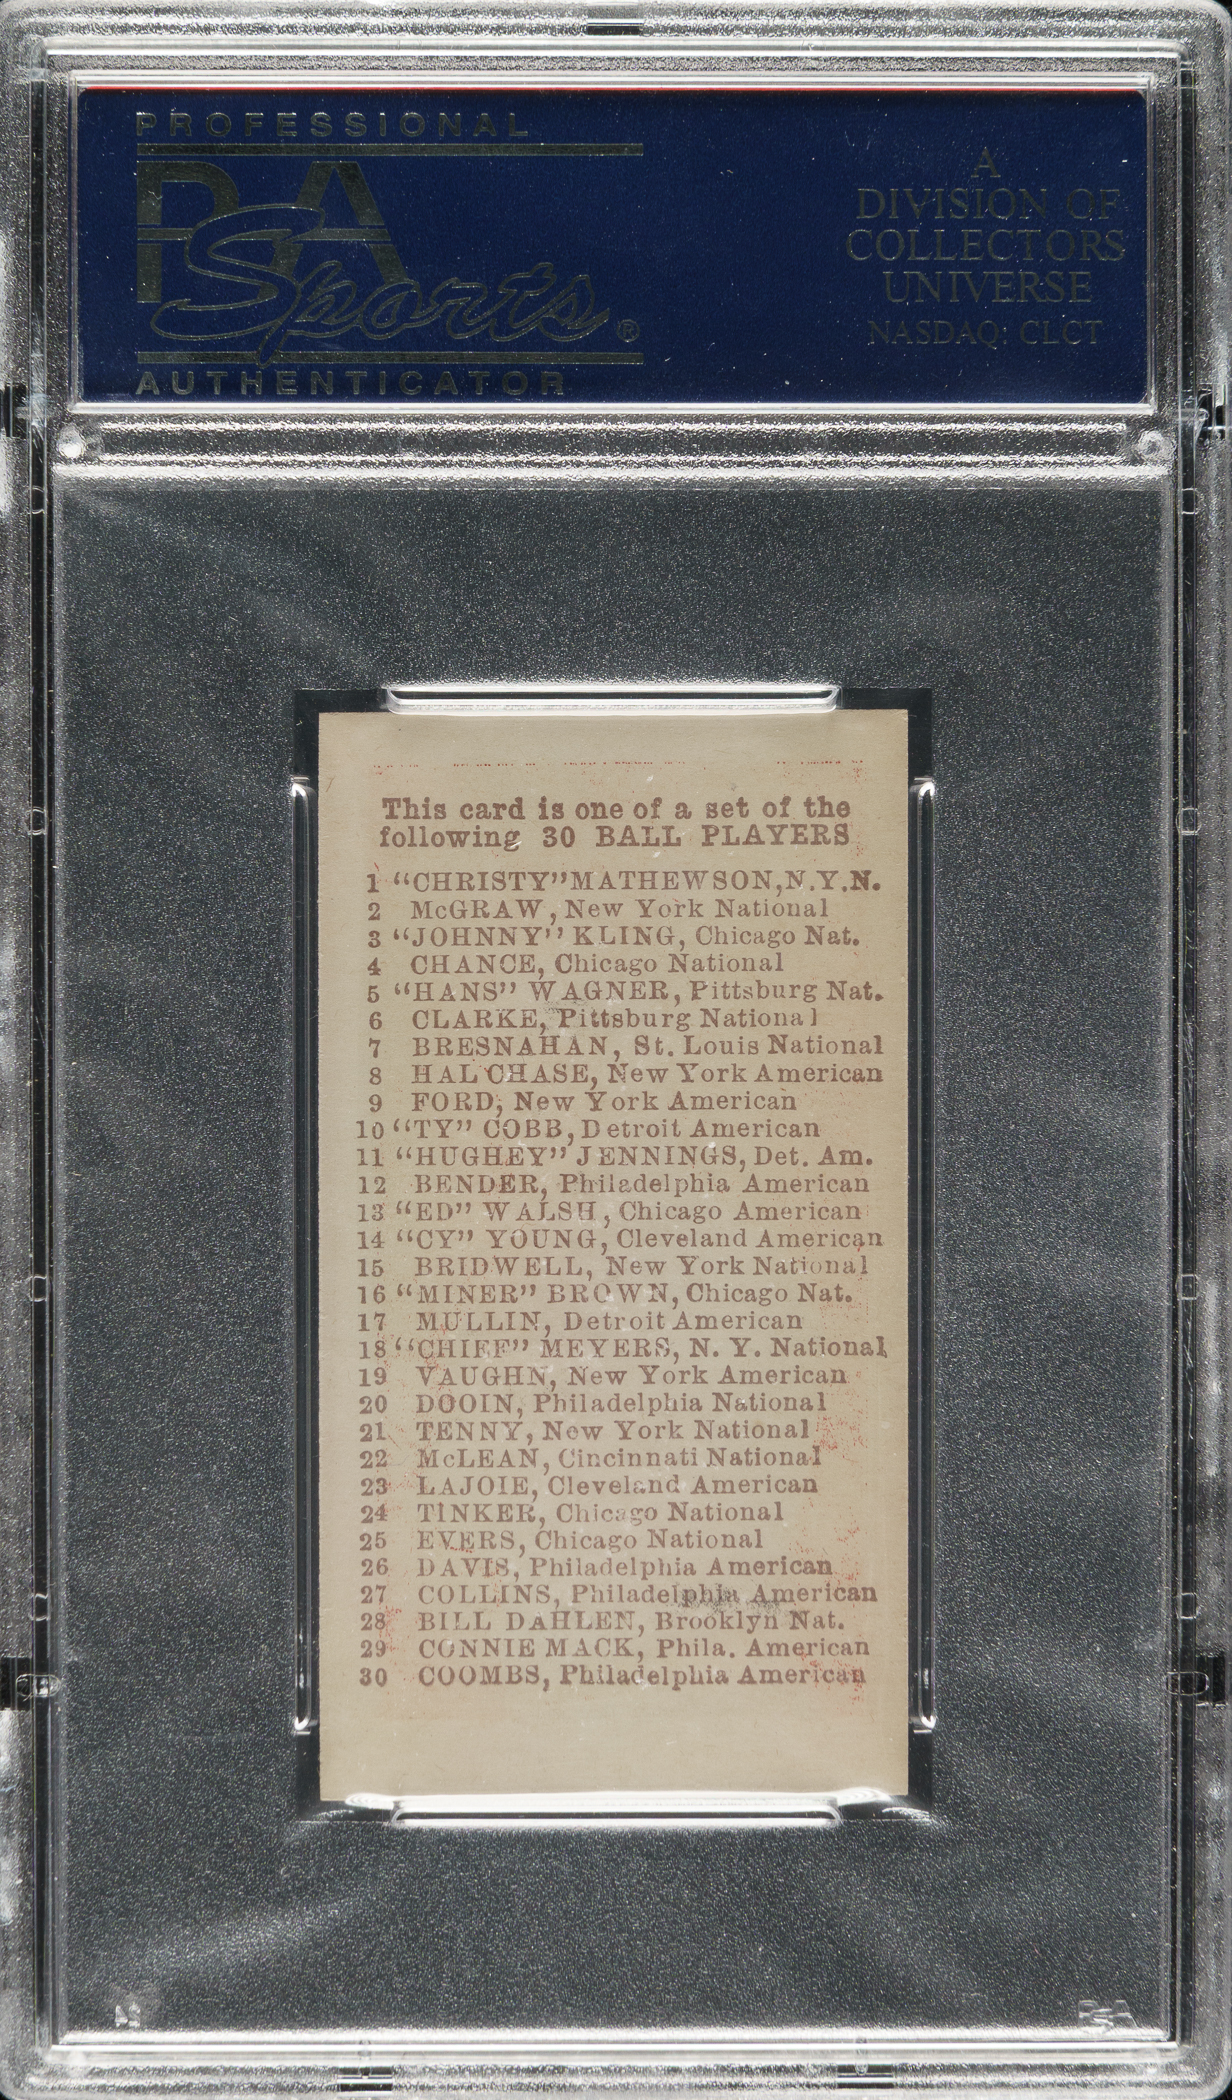 PROFESSIONAL
PSA
Sports®
AUTHENTICATOR
A
DIVISION OF
COLLECTORS
UNIVERSE
NASDAQ: CLCT
This card is one of a set of the
following 30 BALL PLAYERS
1 “CHRISTY” MATHEWSON, N.Y.N.
2 McGRAW, New York National
3 “JOHNNY” KLING, Chicago Nat.
4 CHANCE, Chicago National
5 “HANS” WAGNER, Pittsburg Nat.
6 CLARKE, Pittsburg National
7 BRESNAHAN, St. Louis National
8 HAL CHASE, New York American
9 FORD, New York American
10 “TY” COBB, Detroit American
11 “HUGHEY” JENNINGS, Det. Am.
12 BENDER, Philadelphia American
13 “ED” WALSH, Chicago American
14 “CY” YOUNG, Cleveland American
15 BRIDWELL, New York National
16 “MINER” BROWN, Chicago Nat.
17 MULLIN, Detroit American
18 “CHIEF” MEYERS, N. Y. National
19 VAUGHN, New York American
20 DOOIN, Philadelphia National
21 TENNY, New York National
22 McLEAN, Cincinnati National
23 LAJOIE, Cleveland American
24 TINKER, Chicago National
25 EVERS, Chicago National
26 DAVIS, Philadelphia American
27 COLLINS, Philadelphia American
28 BILL DAHLEN, Brooklyn Nat.
29 CONNIE MACK, Phila. American
30 COOMBS, Philadelphia American
PSA